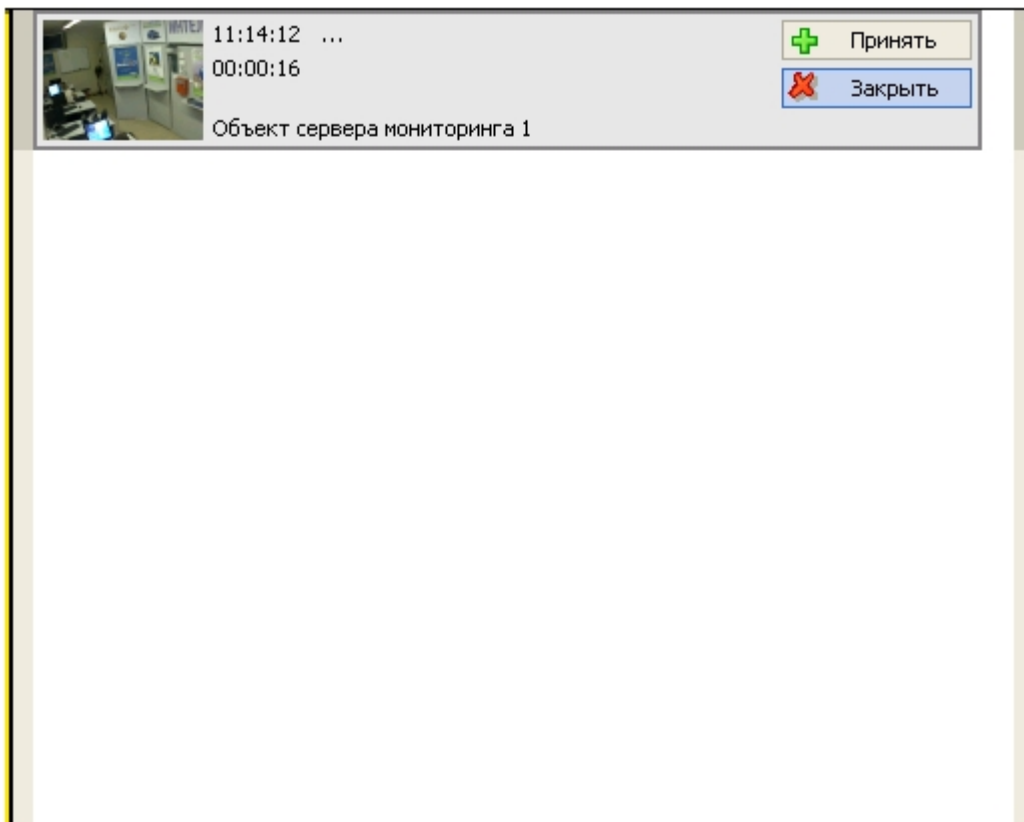 11:14:12 ...
00:00:16
Объект сервера мониторинга 1
Принять
Закрыть